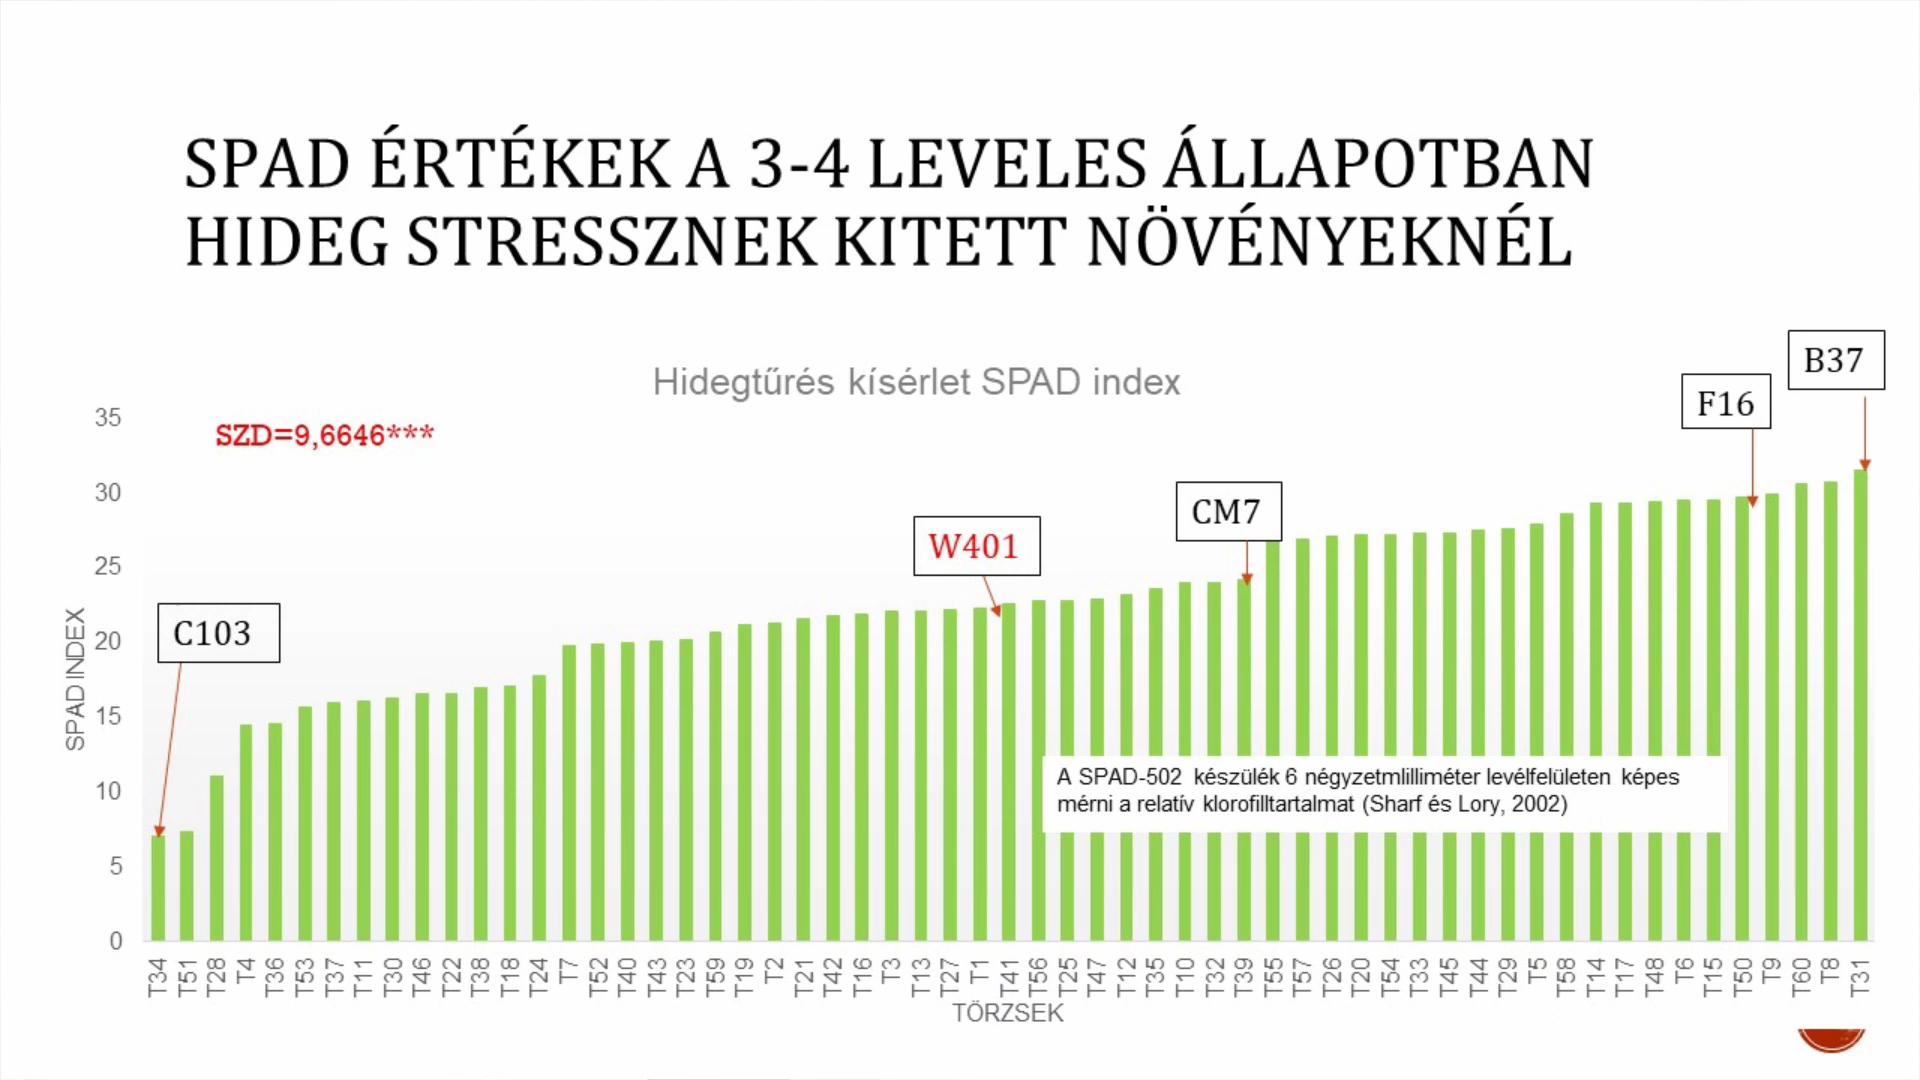 SPAD ÉRTÉKEK A 3-4 LEVELES ÁLLAPOTBAN
HIDEG STRESSZNEK KITETT NÖVÉNYEKNÉL
Hidegtűrés kísérlet SPAD index
SZD=9,6646***
C103
W401
CM7
F16
B37
35
30
25
20
15
10
5
0
SPAD INDEX
A SPAD-502 készülék 6 négyzetmlilliméter levélfelületen képes
mérni a relatív klorofilltartalmat (Sharf és Lory, 2002)
T34 T51 T28 T4 T36 T53 T37 T11 T30 T46 T22 T38 T18 T24 T7 T52 T40 T43 T23 T59 T19 T2 T21 T42 T16 T3 T13 T27 T1 T41 T56 T25 T47 T12 T35 T10 T32 T39 T55 T57 T26 T20 T54 T33 T45 T44 T29 T5 T58 T14 T17 T48 T6 T15 T50 T9 T60 T8 T31
TÖRZSEK